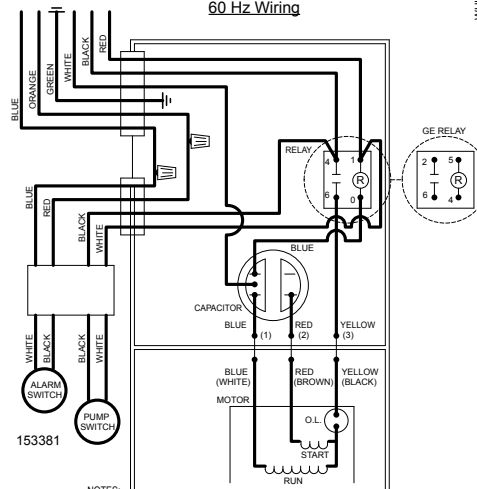 60 Hz Wiring
BLUE
ORANGE
GREEN
WHITE
BLACK
RED
RELAY
4
1
R
6
0
GE RELAY
2
5
R
6
4
BLUE
RED
BLACK
WHITE
BLUE
CAPACITOR
BLUE
(1)
RED
(2)
YELLOW
(3)
WHITE
BLACK
BLACK
WHITE
BLUE
(WHITE)
RED
(BROWN)
YELLOW
(BLACK)
ALARM
SWITCH
PUMP
SWITCH
MOTOR
O.L.
START
RUN
153381
NOTES: